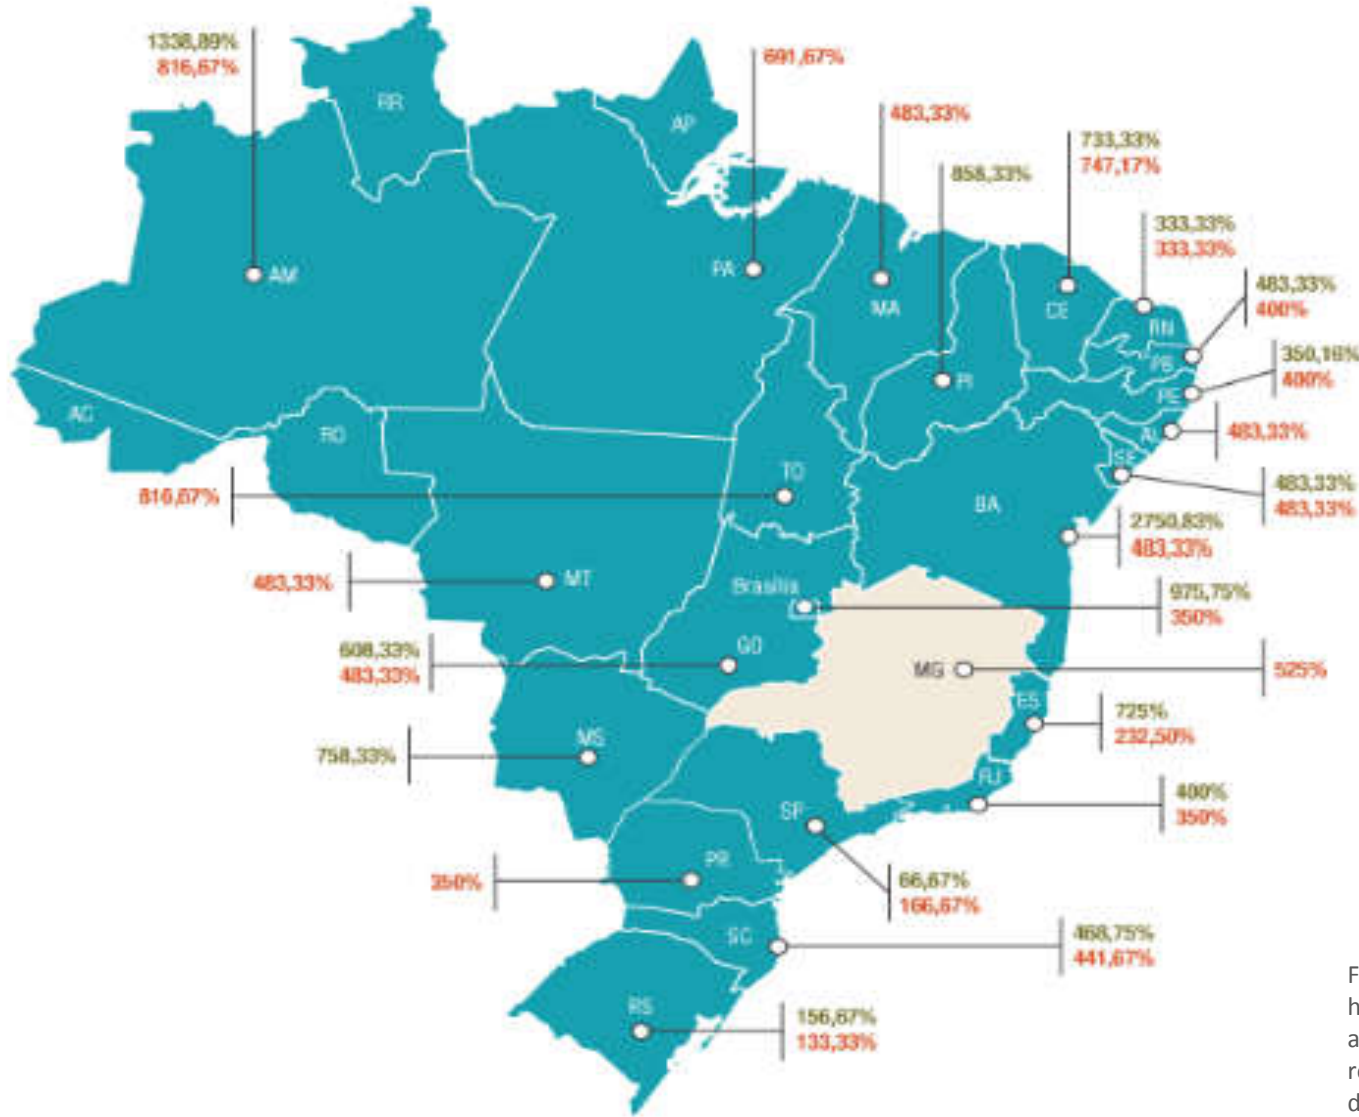 1338,89%
816,67%
691,67%
483,33%
858,33%
733,33%
747,17%
333,33%
333,33%
483,33%
400%
350,16%
400%
483,33%
483,33%
483,33%
2750,83%
483,33%
975,75%
350%
525%
725%
232,50%
400%
350%
66,67%
166,67%
468,75%
441,67%
156,67%
133,33%
350%
758,33%
608,33%
483,33%
483,33%
816,67%
RR
AP
AM
PA
MA
CE
RN
PB
PI
PE
AL
AC
RO
TO
SE
BA
MT
Brasília
GO
MG
ES
MS
RJ
SP
PR
SC
RS